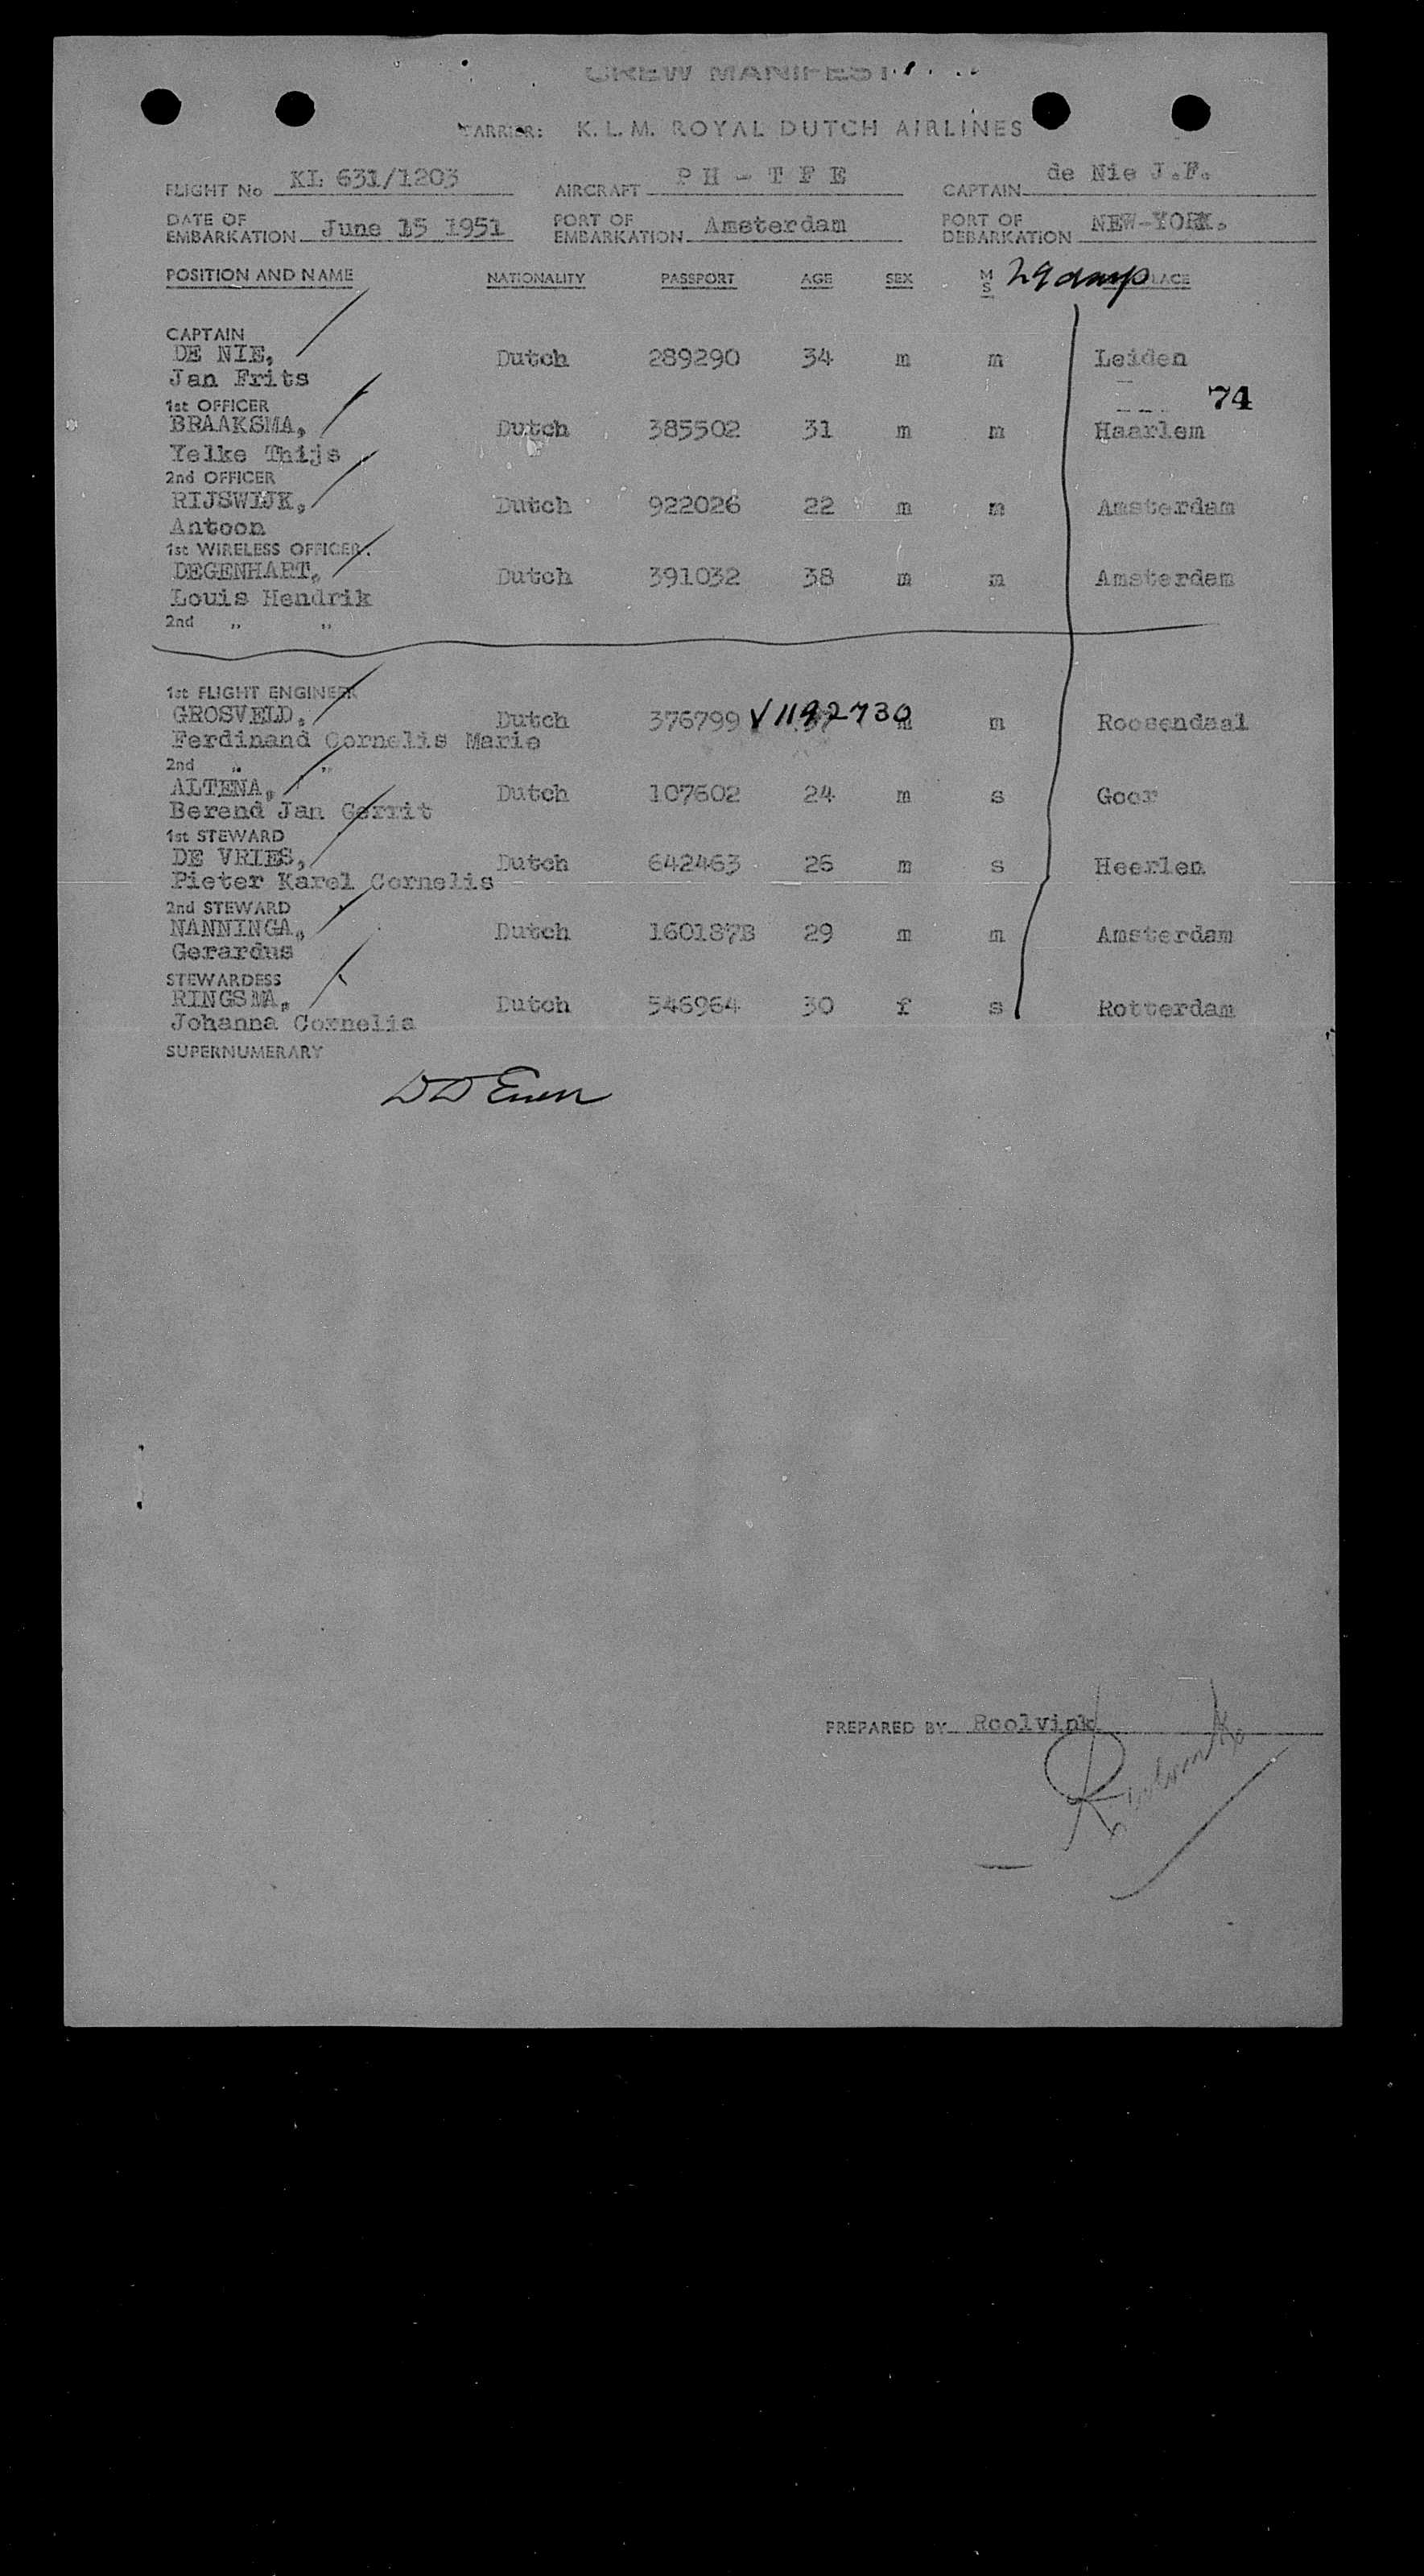 CREW MANIFEST
CARRIER: K. L. M. ROYAL DUTCH AIRLINES
FLIGHT No KL 631/1203 AIRCRAFT PH-TFE CAPTAIN de Nie J.F.
DATE OF EMBARKATION June 15 1951 PORT OF EMBARKATION Amsterdam PORT OF DEBARKATION NEW-YORK.
POSITION AND NAME NATIONALITY PASSPORT AGE SEX M S 29 days LACE
CAPTAIN
DE NIE, Dutch 289290 34 m m Leiden
Jan Frits
74
1st OFFICER
BRAAKSMA, Dutch 385502 31 m m Haarlem
Yelke Thijs
2nd OFFICER
RIJSWIJK, Dutch 922026 22 m m Amsterdam
Antoon
1st WIRELESS OFFICER
DEGENHART, Dutch 391032 38 m m Amsterdam
Louis Hendrik
2nd " "
1st FLIGHT ENGINEER
GROSVELD, Dutch 376799 V1192730 m m Roosendaal
Ferdinand Cornelis Marie
2nd " "
ALTENA, Dutch 107602 24 m s Goor
Berend Jan Gerrit
1st STEWARD
DE VRIES, Dutch 642463 26 m s Heerlen
Pieter Karel Cornelis
2nd STEWARD
NANNINGA, Dutch 160187B 29 m m Amsterdam
Gerardus
STEWARDESS
RINGSMA, Dutch 546964 30 f s Rotterdam
Johanna Cornelia
SUPERNUMERARY
PREPARED BY Roolvink